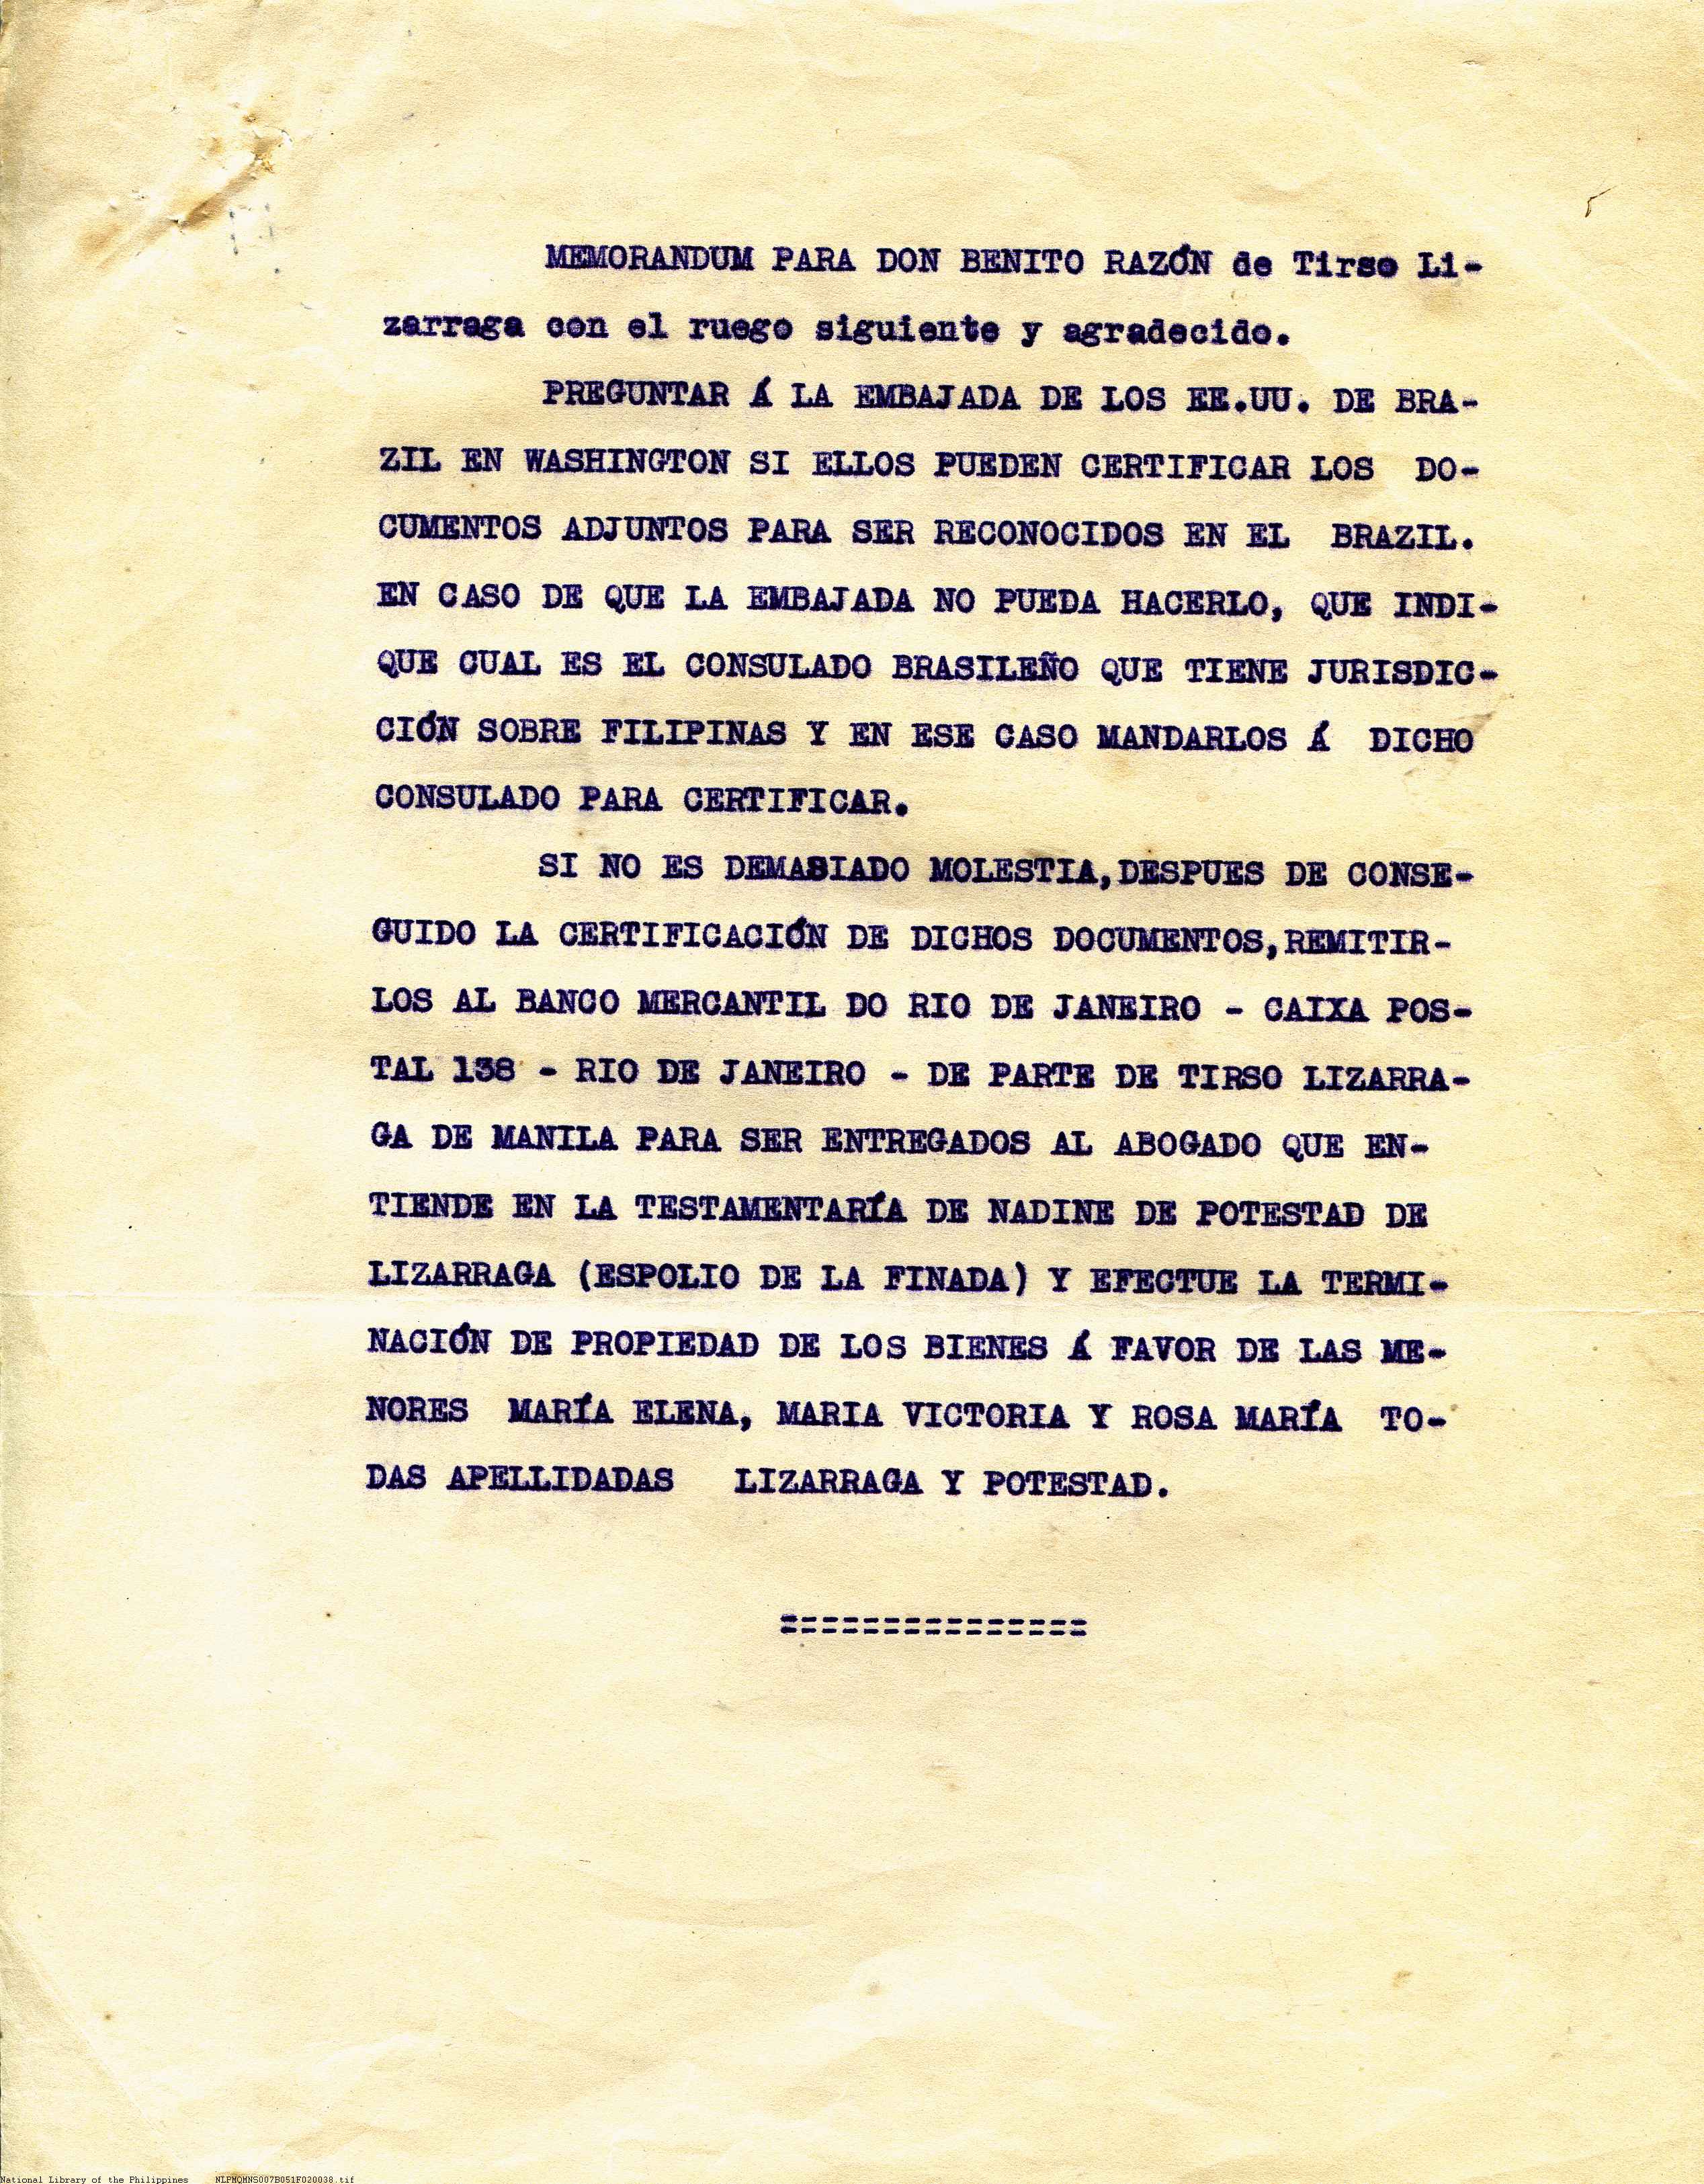 MEMORANDUM PARA DON BENITO RAZÓN de Tirso Li-
zarraga con el ruego siguiente y agradecido.
PREGUNTAR Á LA EMBAJADA DE LOS EE.UU. DE BRA-
ZIL EN WASHINGTON SI ELLOS PUEDEN CERTIFICAR LOS DO-
CUMENTOS ADJUNTOS PARA SER RECONOCIDOS EN EL BRAZIL.
EN CASO DE QUE LA EMBAJADA NO PUEDA HACERLO, QUE INDI-
QUE CUAL ES EL CONSULADO BRASILEÑO QUE TIENE JURISDIC-
CIÓN SOBRE FILIPINAS Y EN ESE CASO MANDARLOS Á DICHO
CONSULADO PARA CERTIFICAR.
SI NO ES DEMASIADO MOLESTIA,DESPUES DE CONSE-
GUIDO LA CERTIFICACIÓN DE DICHOS DOCUMENTOS,REMITIR-
LOS AL BANCO MERCANTIL DO RIO DE JANEIRO - CAIXA POS-
TAL 138 - RIO DE JANEIRO - DE PARTE DE TIRSO LIZARRA-
GA DE MANILA PARA SER ENTREGADOS AL ABOGADO QUE EN-
TIENDE EN LA TESTAMENTARÍA DE NADINE DE POTESTAD DE
LIZARRAGA (ESPOLIO DE LA FINADA) Y EFECTUE LA TERMI-
NACIÓN DE PROPIEDAD DE LOS BIENES Á FAVOR DE LAS ME-
NORES MARÍA ELENA, MARIA VICTORIA Y ROSA MARÍA TO-
DAS APELLIDADAS LIZARRAGA Y POTESTAD.
===============
National Library of the Philippines NLPMQMNS007B051F020038.tif